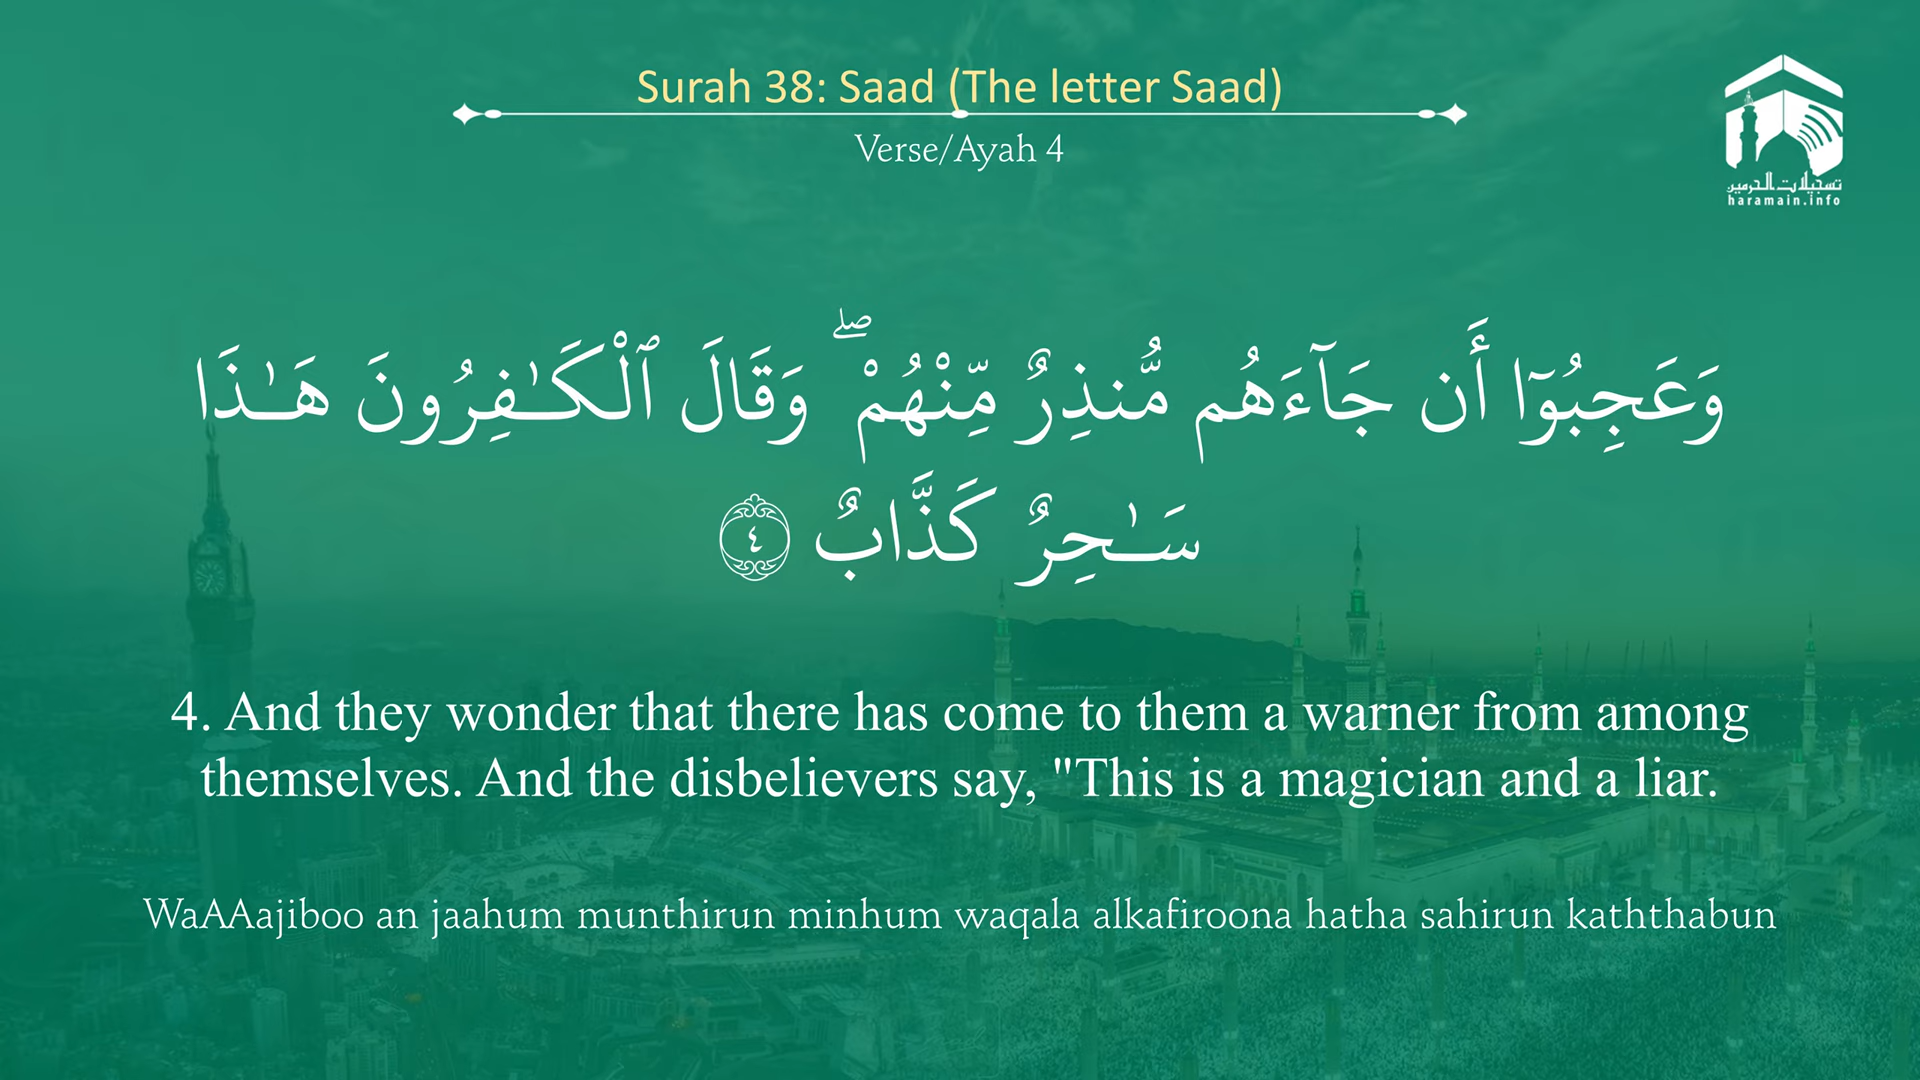 Surah 38: Saad (The letter Saad)
Verse/Ayah 4
تسجيلات الحرمين
haramain.info
وَعَجِبُوٓا۟ أَن جَآءَهُم مُّنذِرٌ مِّنْهُمْ ۖ وَقَالَ ٱلْكَـٰفِرُونَ هَـٰذَا
سَـٰحِرٌ كَذَّابٌ ٤
4. And they wonder that there has come to them a warner from among
themselves. And the disbelievers say, "This is a magician and a liar.
WaAAajiboo an jaahum munthirun minhum waqala alkafiroona hatha sahirun kaththabun